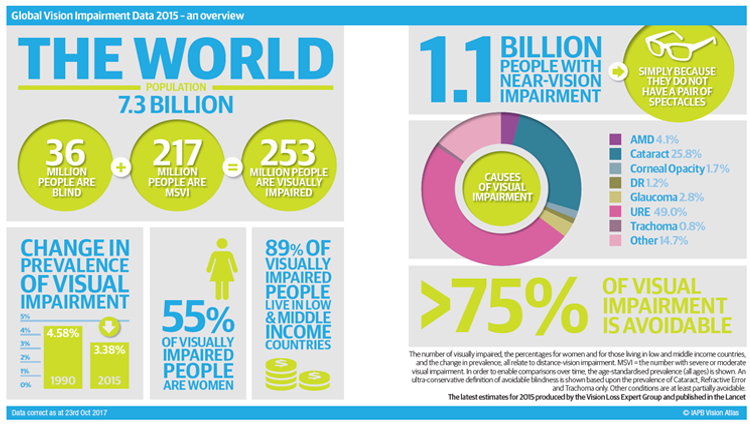 Global Vision Impairment Data 2015 – an overview
THE WORLD
POPULATION
7.3 BILLION
36
MILLION
PEOPLE ARE
BLIND
+
217
MILLION
PEOPLE ARE
MSVI
=
253
MILLION PEOPLE
ARE VISUALLY
IMPAIRED
CHANGE IN
PREVALENCE
OF VISUAL
IMPAIRMENT
5%
4%
3%
2%
1%
0%
4.58%
1990
3.38%
2015
55%
OF VISUALLY
IMPAIRED
PEOPLE
ARE WOMEN
89% OF
VISUALLY
IMPAIRED
PEOPLE
LIVE IN LOW
& MIDDLE
INCOME
COUNTRIES
$
$
1.1
BILLION
PEOPLE WITH
NEAR-VISION
IMPAIRMENT
SIMPLY BECAUSE
THEY DO NOT
HAVE A PAIR OF
SPECTACLES
CAUSES
OF VISUAL
IMPAIRMENT
AMD 4.1%
Cataract 25.8%
Corneal Opacity 1.7%
DR 1.2%
Glaucoma 2.8%
URE 49.0%
Trachoma 0.8%
Other 14.7%
>75%
OF VISUAL
IMPAIRMENT
IS AVOIDABLE
The number of visually impaired, the percentages for women and for those living in low and middle income countries,
and the change in prevalence, all relate to distance-vision impairment. MSVI = the number with severe or moderate
visual impairment. In order to enable comparisons over time, the age-standardised prevalence (all ages) is shown. An
ultra-conservative definition of avoidable blindness is shown based upon the prevalence of Cataract, Refractive Error
and Trachoma only. Other conditions are at least partially avoidable.
The latest estimates for 2015 produced by the Vision Loss Expert Group and published in the Lancet
Data correct as at 23rd Oct 2017
© IAPB Vision Atlas